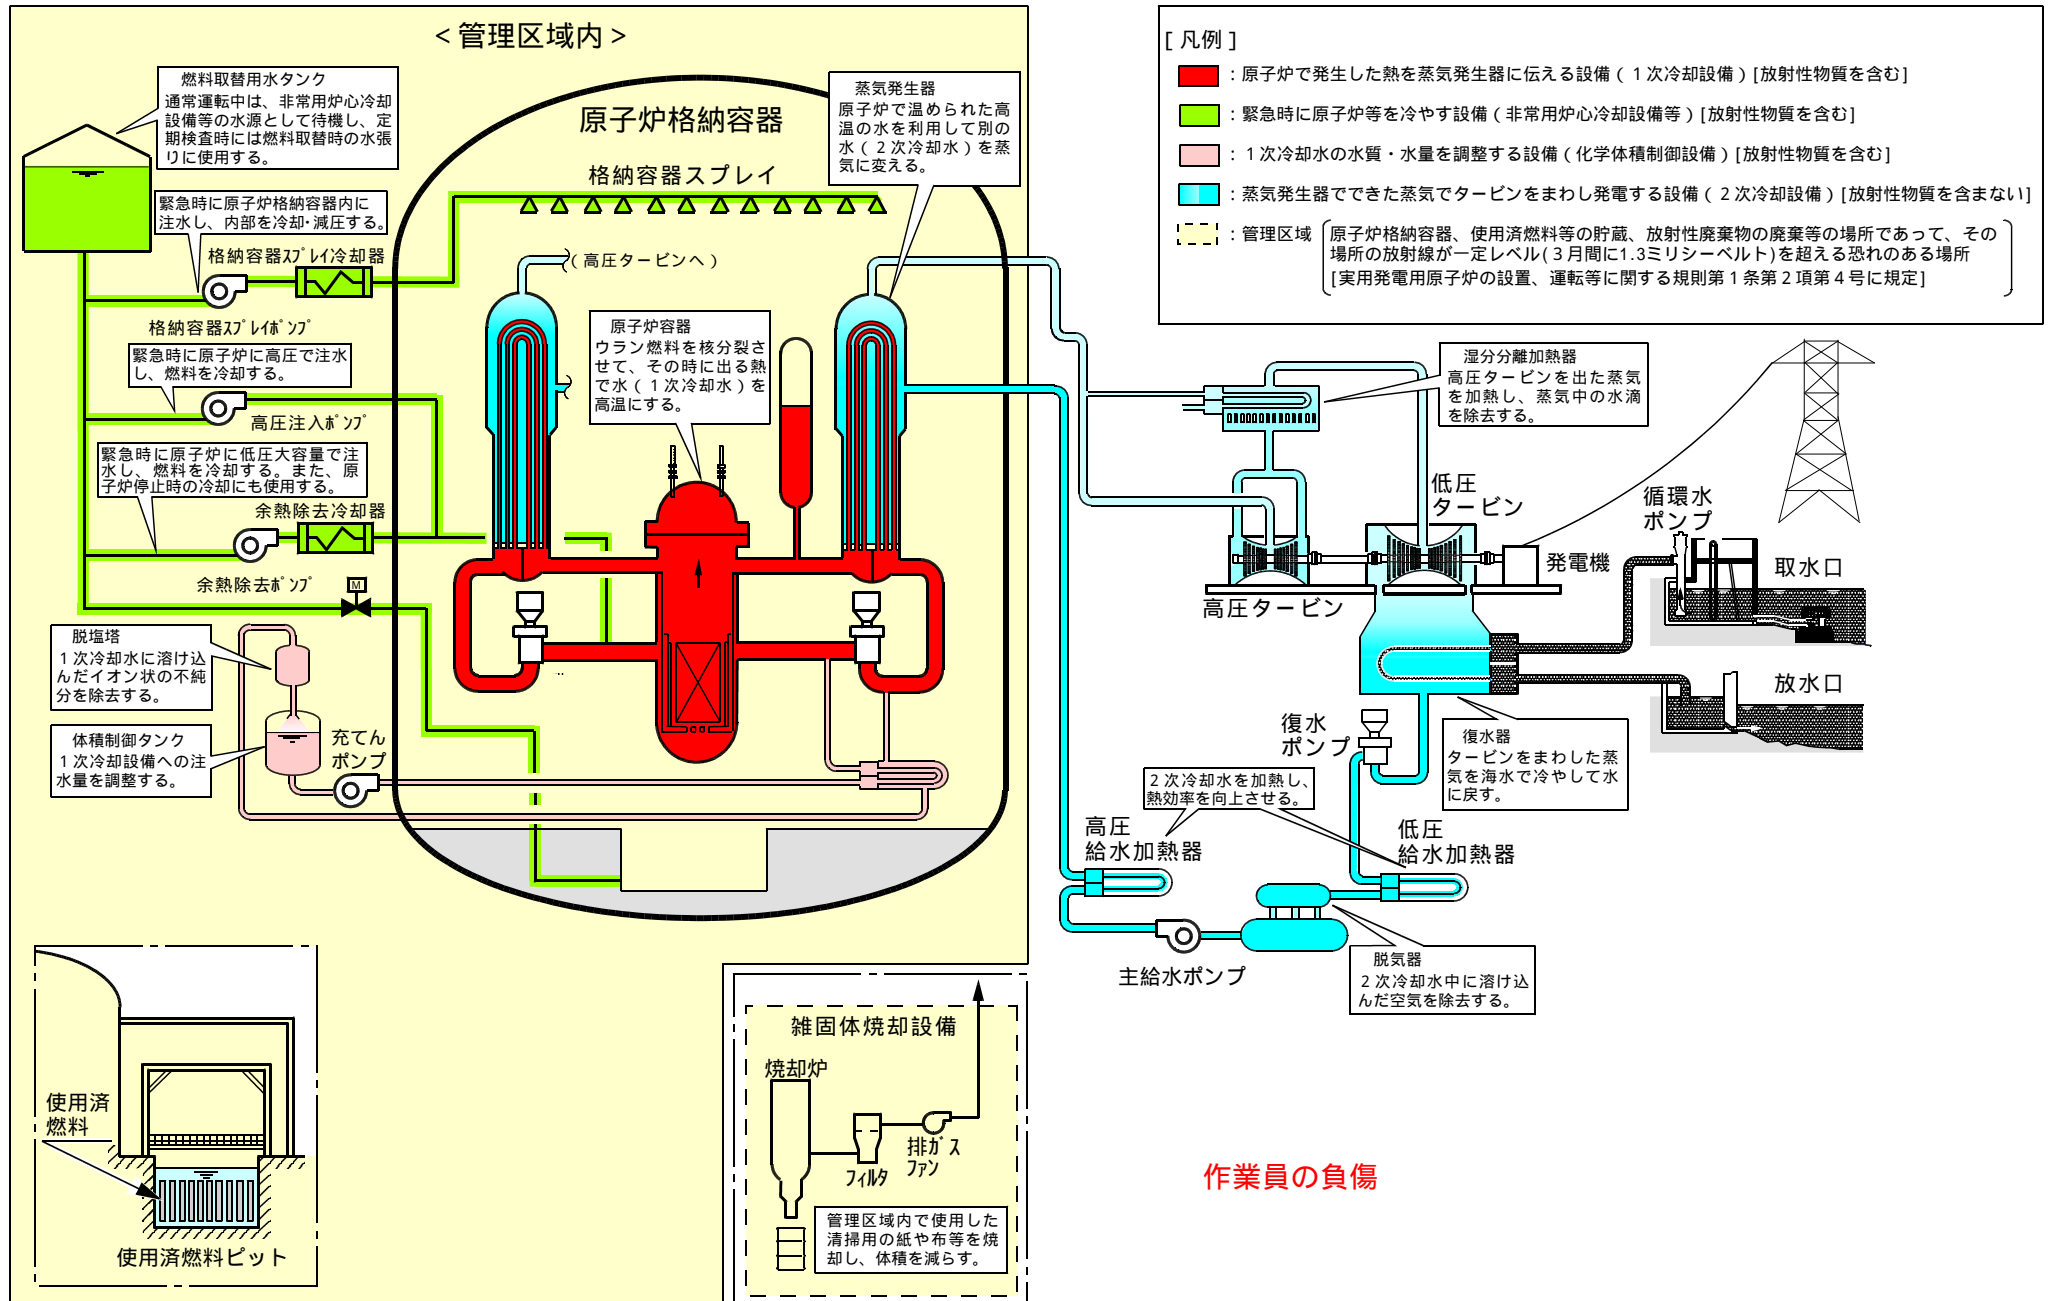 ＜管理区域内＞
燃料取替用水タンク
通常運転中は、非常用炉心冷却
設備等の水源として待機し、定
期検査時には燃料取替時の水張
りに使用する。
原子炉格納容器
蒸気発生器
原子炉で温められた高
温の水を利用して別の
水（２次冷却水）を蒸
気に変える。
格納容器スプレイ
緊急時に原子炉格納容器内に
注水し、内部を冷却･減圧する。
格納容器ｽﾌﾟﾚｲ冷却器
（高圧タービンへ）
格納容器ｽﾌﾟﾚｲﾎﾟﾝﾌﾟ
原子炉容器
ウラン燃料を核分裂さ
せて、その時に出る熱
で水（１次冷却水）を
高温にする。
緊急時に原子炉に高圧で注水
し、燃料を冷却する。
高圧注入ﾎﾟﾝﾌﾟ
緊急時に原子炉に低圧大容量で注
水し、燃料を冷却する。また、原
子炉停止時の冷却にも使用する。
余熱除去冷却器
余熱除去ﾎﾟﾝﾌﾟ
M
脱塩塔
１次冷却水に溶け込
んだイオン状の不純
分を除去する。
体積制御タンク
１次冷却設備への注
水量を調整する。
充てん
ポンプ
[凡例]
：原子炉で発生した熱を蒸気発生器に伝える設備（１次冷却設備）[放射性物質を含む]
：緊急時に原子炉等を冷やす設備（非常用炉心冷却設備等）[放射性物質を含む]
：１次冷却水の水質・水量を調整する設備（化学体積制御設備）[放射性物質を含む]
：蒸気発生器でできた蒸気でタービンをまわし発電する設備（２次冷却設備）[放射性物質を含まない]
：管理区域
原子炉格納容器、使用済燃料等の貯蔵、放射性廃棄物の廃棄等の場所であって、その
場所の放射線が一定レベル(３月間に1.3ミリシーベルト)を超える恐れのある場所
[実用発電用原子炉の設置、運転等に関する規則第１条第２項第４号に規定]
湿分分離加熱器
高圧タービンを出た蒸気
を加熱し、蒸気中の水滴
を除去する。
低圧
タービン
高圧タービン
発電機
循環水
ポンプ
取水口
放水口
復水
ポンプ
復水器
タービンをまわした蒸
気を海水で冷やして水
に戻す。
２次冷却水を加熱し、
熱効率を向上させる。
高圧
給水加熱器
低圧
給水加熱器
主給水ポンプ
脱気器
２次冷却水中に溶け込
んだ空気を除去する。
使用済
燃料
使用済燃料ピット
雑固体焼却設備
焼却炉
ﾌｨﾙﾀ
排ｶﾞｽ
ﾌｧﾝ
管理区域内で使用した
清掃用の紙や布等を焼
却し、体積を減らす。
作業員の負傷